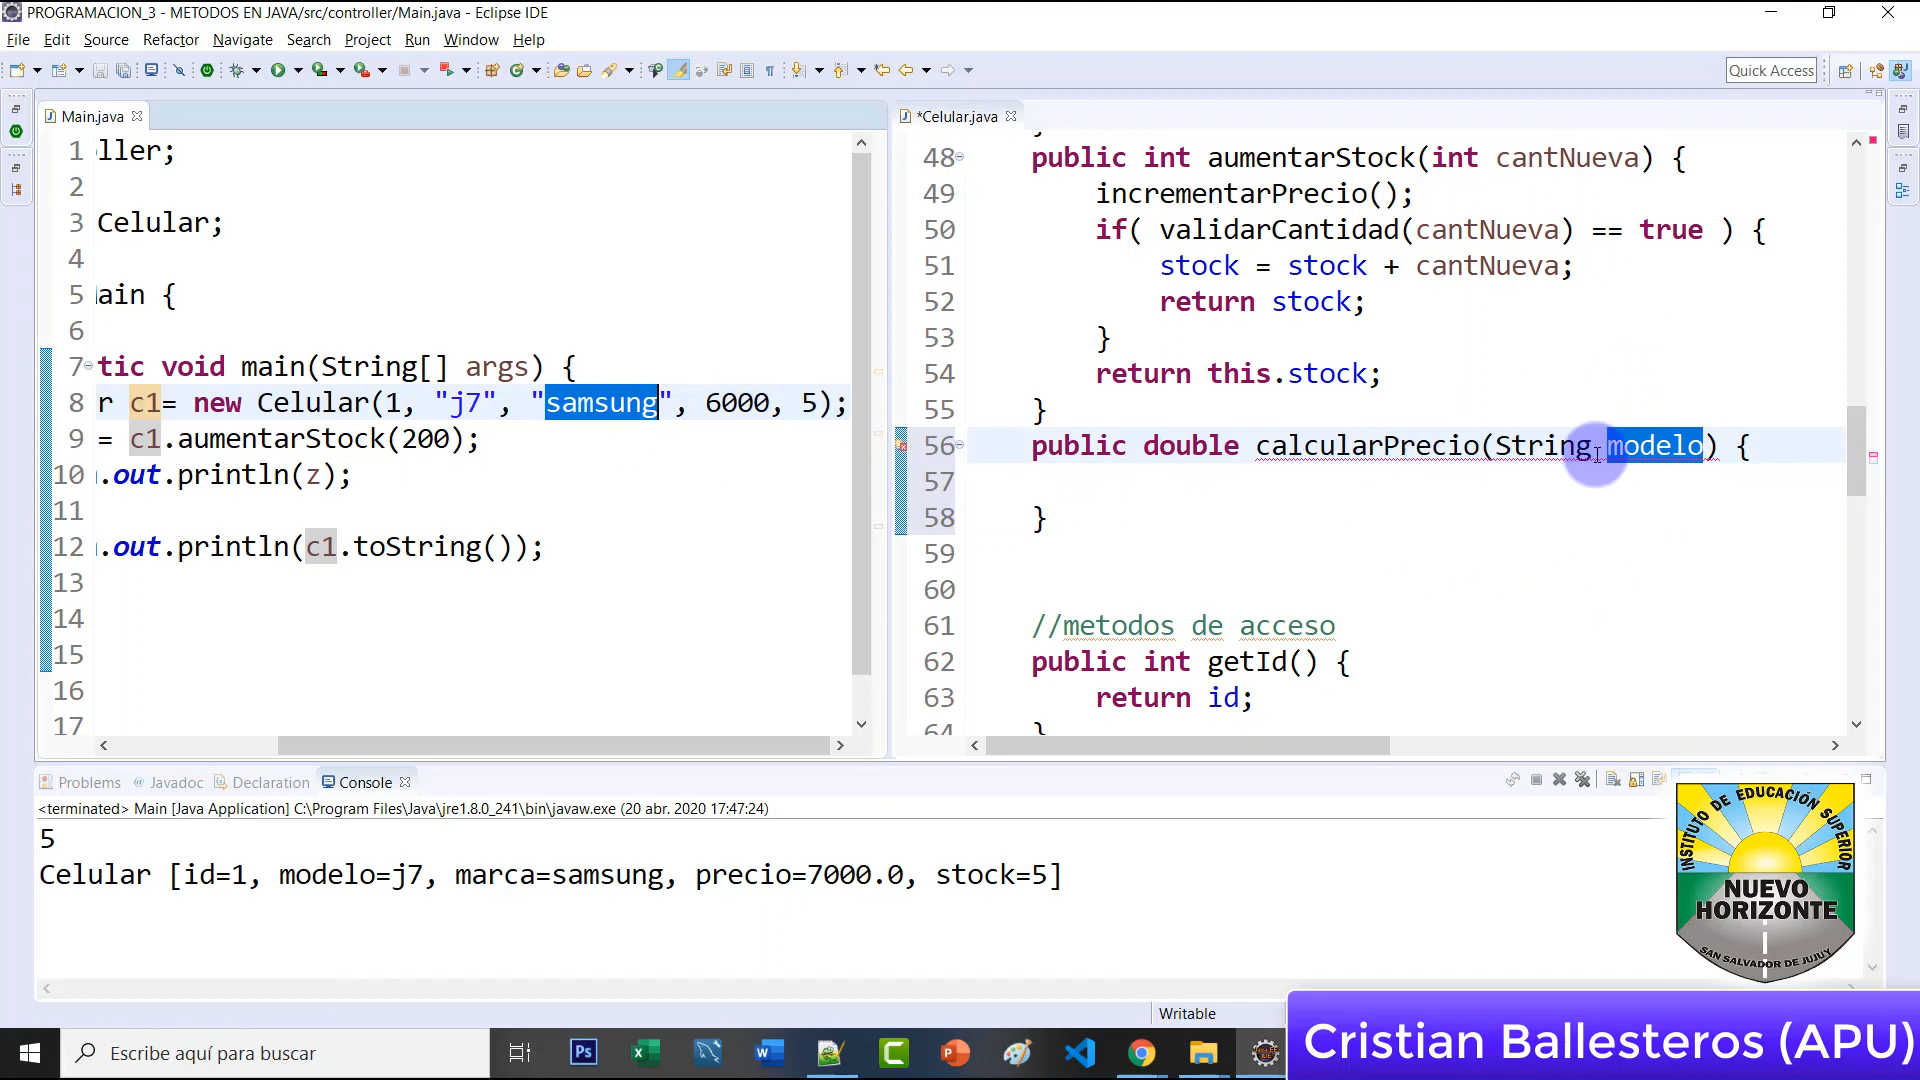 PROGRAMACION_3 - METODOS EN JAVA/src/controller/Main.java - Eclipse IDE
File Edit Source Refactor Navigate Search Project Run Window Help
Quick Access
Main.java
1 ller;
2
3 Celular;
4
5 ain {
6
7 tic void main(String[] args) {
8 r c1= new Celular(1, "j7", "samsung", 6000, 5);
9 = c1.aumentarStock(200);
10 .out.println(z);
11
12 .out.println(c1.toString());
13
14
15
16
17
*Celular.java
48 public int aumentarStock(int cantNueva) {
49 incrementarPrecio();
50 if( validarCantidad(cantNueva) == true ) {
51 stock = stock + cantNueva;
52 return stock;
53 }
54 return this.stock;
55 }
56 public double calcularPrecio(String modelo) {
57
58 }
59
60
61 //metodos de acceso
62 public int getId() {
63 return id;
64 }
Problems @ Javadoc Declaration Console
<terminated> Main [Java Application] C:\Program Files\Java\jre1.8.0_241\bin\javaw.exe (20 abr. 2020 17:47:24)
5
Celular [id=1, modelo=j7, marca=samsung, precio=7000.0, stock=5]
INSTITUTO DE EDUCACIÓN SUPERIOR
NUEVO
HORIZONTE
SAN SALVADOR DE JUJUY
Writable
Cristian Ballesteros (APU)
Escribe aquí para buscar